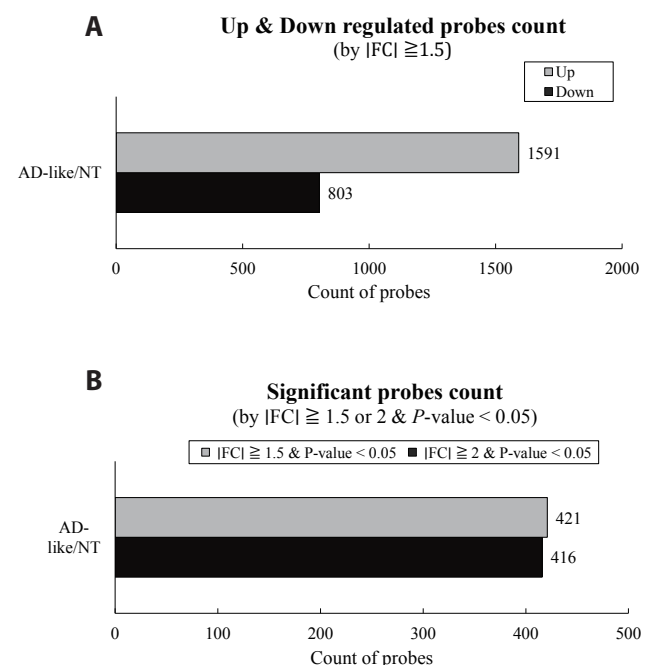 A
Up & Down regulated probes count
(by |FC| ≧1.5)
Up
Down
AD-like/NT
1591
803
0 500 1000 1500 2000
Count of probes
B
Significant probes count
(by |FC| ≧ 1.5 or 2 & P-value < 0.05)
|FC| ≧ 1.5 & P-value < 0.05 |FC| ≧ 2 & P-value < 0.05
AD-
like/NT
421
416
0 100 200 300 400 500
Count of probes